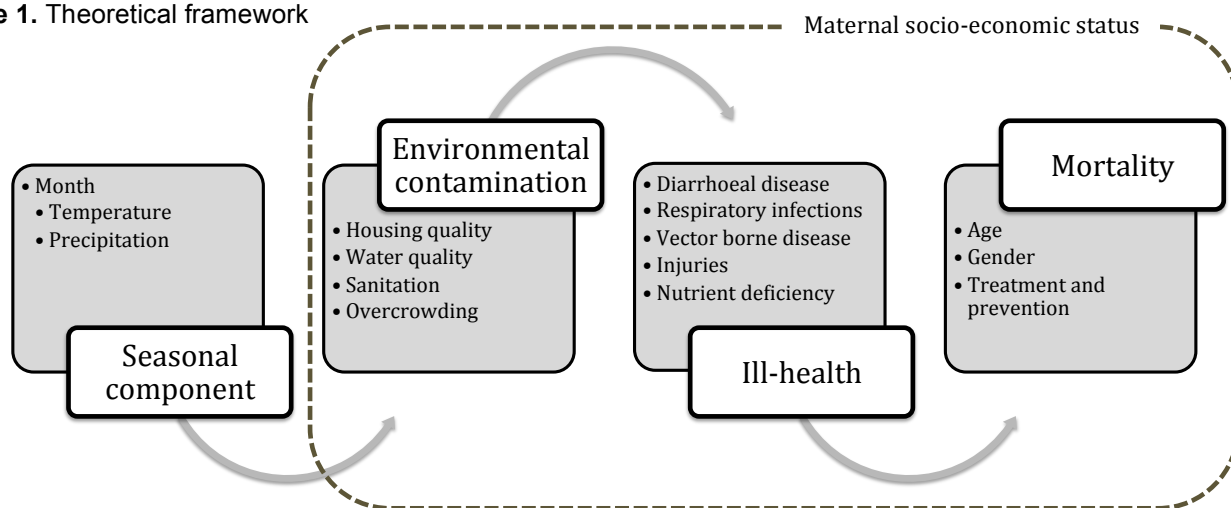 e 1. Theoretical framework
Maternal socio-economic status
• Month
• Temperature
• Precipitation
Seasonal
component
Environmental
contamination
• Housing quality
• Water quality
• Sanitation
• Overcrowding
• Diarrhoeal disease
• Respiratory infections
• Vector borne disease
• Injuries
• Nutrient deficiency
Ill-health
Mortality
• Age
• Gender
• Treatment and
prevention